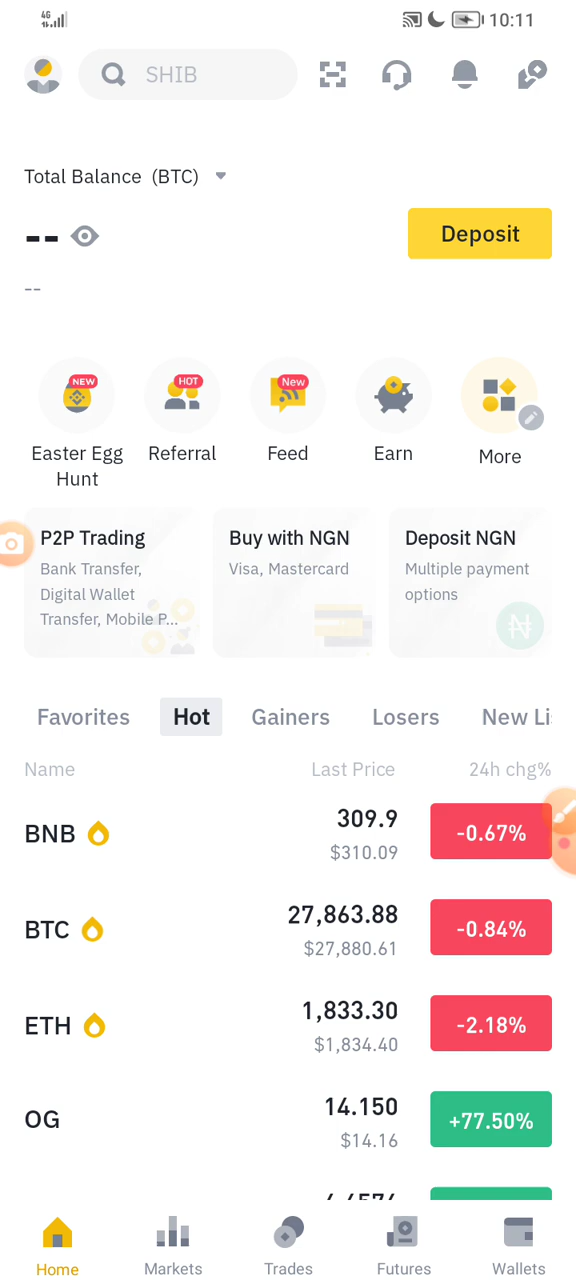 4G 10:11
SHIB
Total Balance (BTC)
--
Deposit
--
NEW HOT New
Easter Egg Hunt
Referral
Feed
Earn
More
P2P Trading
Bank Transfer,
Digital Wallet
Transfer, Mobile P...
Buy with NGN
Visa, Mastercard
Deposit NGN
Multiple payment
options
Favorites Hot Gainers Losers New Li
Name Last Price 24h chg%
BNB 309.9 -0.67%
$310.09
BTC 27,863.88 -0.84%
$27,880.61
ETH 1,833.30 -2.18%
$1,834.40
OG 14.150 +77.50%
$14.16
Home Markets Trades Futures Wallets